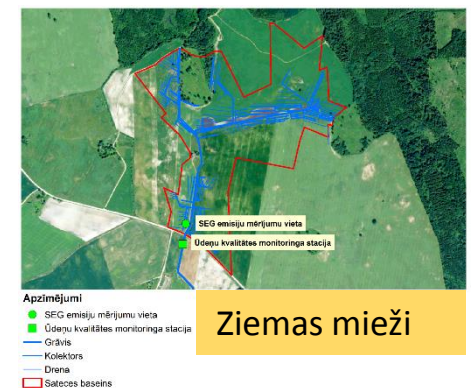 SEG emisiju mērījumu vieta
Ūdeņu kvalitātes monitoringa stacija
Apzīmējumi
SEG emisiju mērījumu vieta
Ūdeņu kvalitātes monitoringa stacija
Grāvis
Kolektors
Drena
Sateces baseins
Ziemas mieži